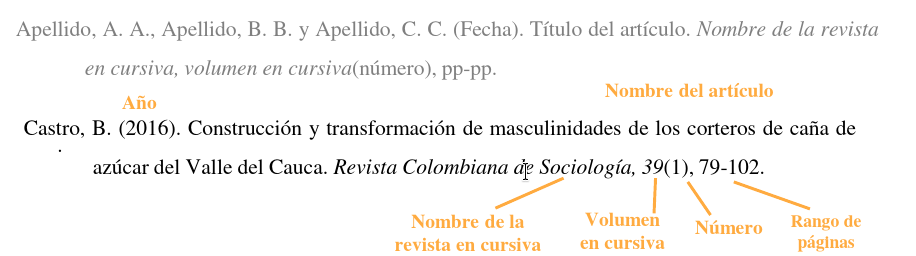 Apellido, A. A., Apellido, B. B. y Apellido, C. C. (Fecha). Título del artículo. Nombre de la revista
en cursiva, volumen en cursiva(número), pp-pp.
Nombre del artículo
Año
Castro, B. (2016). Construcción y transformación de masculinidades de los corteros de caña de
azúcar del Valle del Cauca. Revista Colombiana de Sociología, 39(1), 79-102.
Nombre de la
revista en cursiva
Volumen
en cursiva
Número
Rango de
páginas